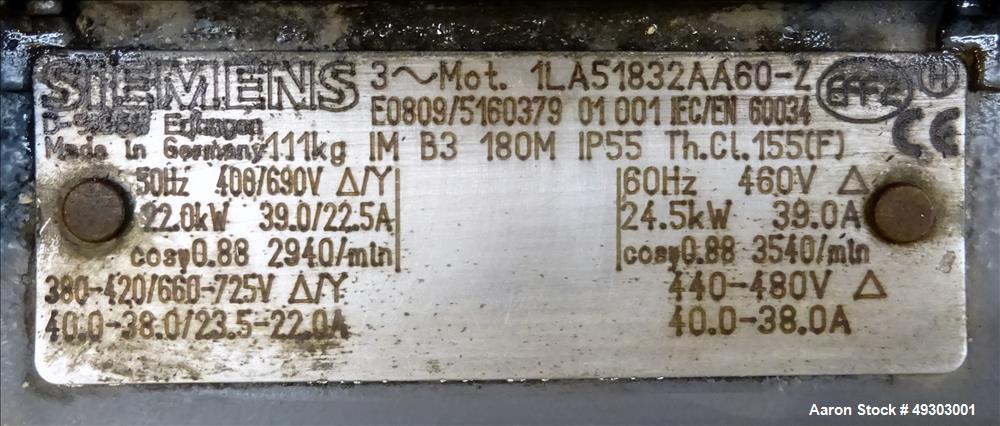 SIEMENS 3~Mot. 1LA51832AA60-Z EFF2
E0809/5160379 01 001 IEC/EN 60034 CE
Erlangen
Made in Germany 111kg IM B3 180M IP55 Th.Cl.155(F)
50Hz 400/690V Δ/Y
22.0kW 39.0/22.5A
cosφ0.88 2940/min
380-420/660-725V Δ/Y
40.0-38.0/23.5-22.0A
60Hz 460V Δ
24.5kW 39.0A
cosφ0.88 3540/min
440-480V Δ
40.0-38.0A
Aaron Stock # 49303001